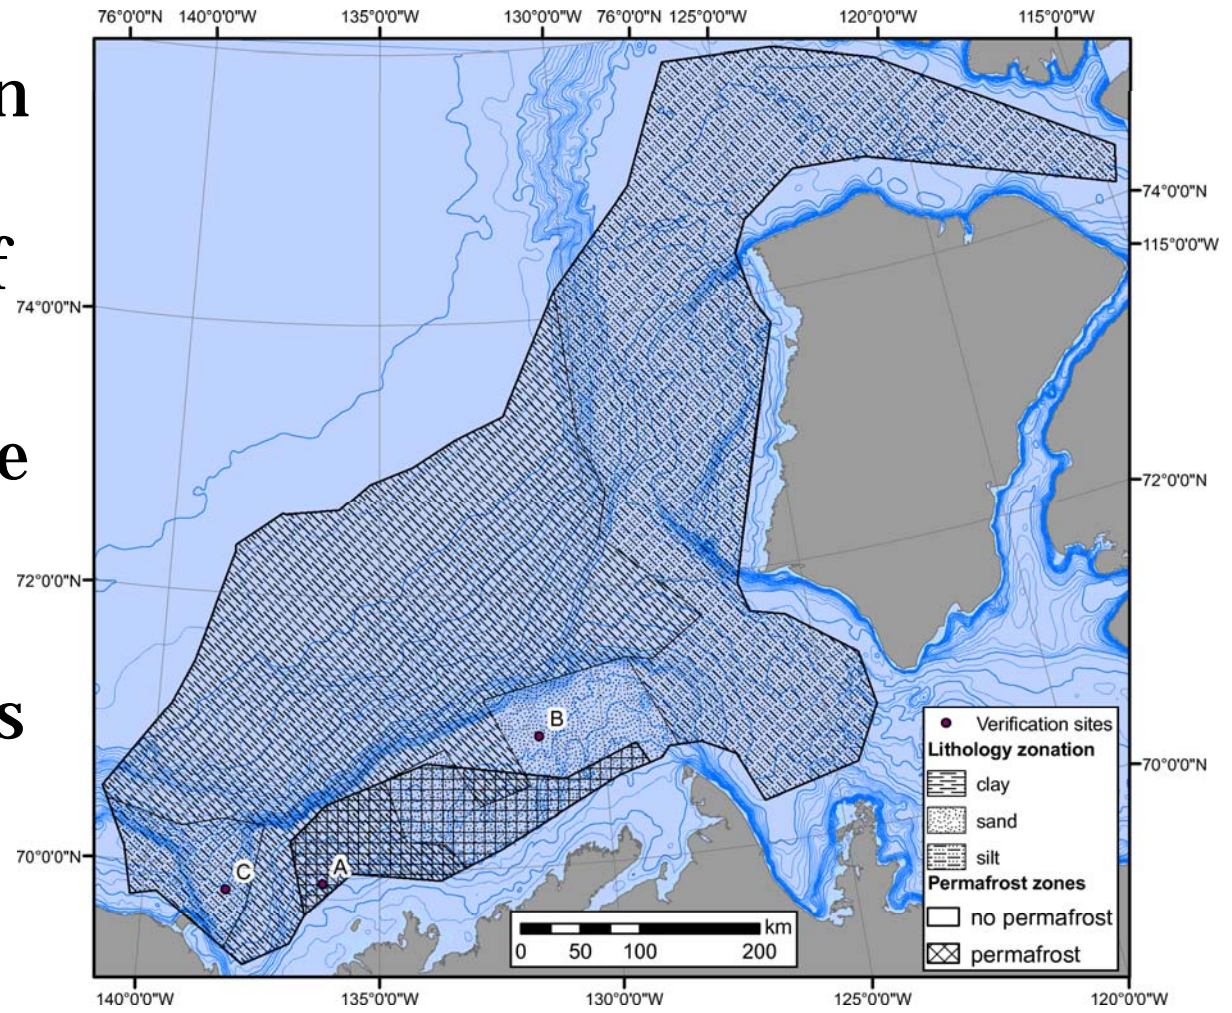 76°0'0"N 140°0'0"W 135°0'0"W 130°0'0"W 76°0'0"N 125°0'0"W 120°0'0"W 115°0'0"W
n
74°0'0"N
f
115°0'0"W
74°0'0"N
e
72°0'0"N
72°0'0"N
s
B
Verification sites
Lithology zonation
70°0'0"N
clay
sand
70°0'0"N
silt
C
A
Permafrost zones
no permafrost
km
0 50 100 200
permafrost
140°0'0"W 135°0'0"W 130°0'0"W 125°0'0"W 120°0'0"W